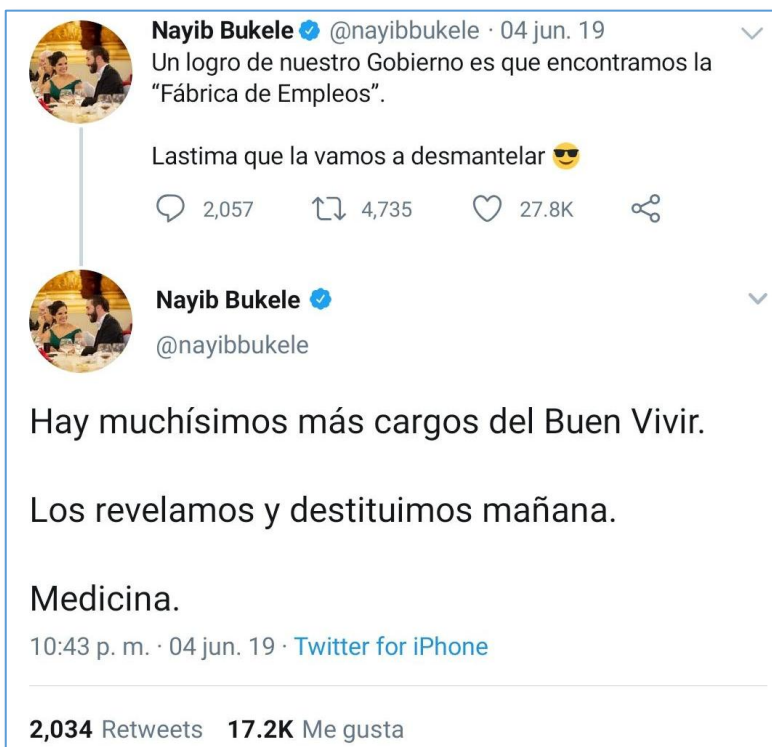 Nayib Bukele @nayibbukele · 04 jun. 19
Un logro de nuestro Gobierno es que encontramos la
“Fábrica de Empleos”.
Lastima que la vamos a desmantelar 😎
2,057 4,735 27.8K
Nayib Bukele
@nayibbukele
Hay muchísimos más cargos del Buen Vivir.
Los revelamos y destituimos mañana.
Medicina.
10:43 p. m. · 04 jun. 19 · Twitter for iPhone
2,034 Retweets 17.2K Me gusta